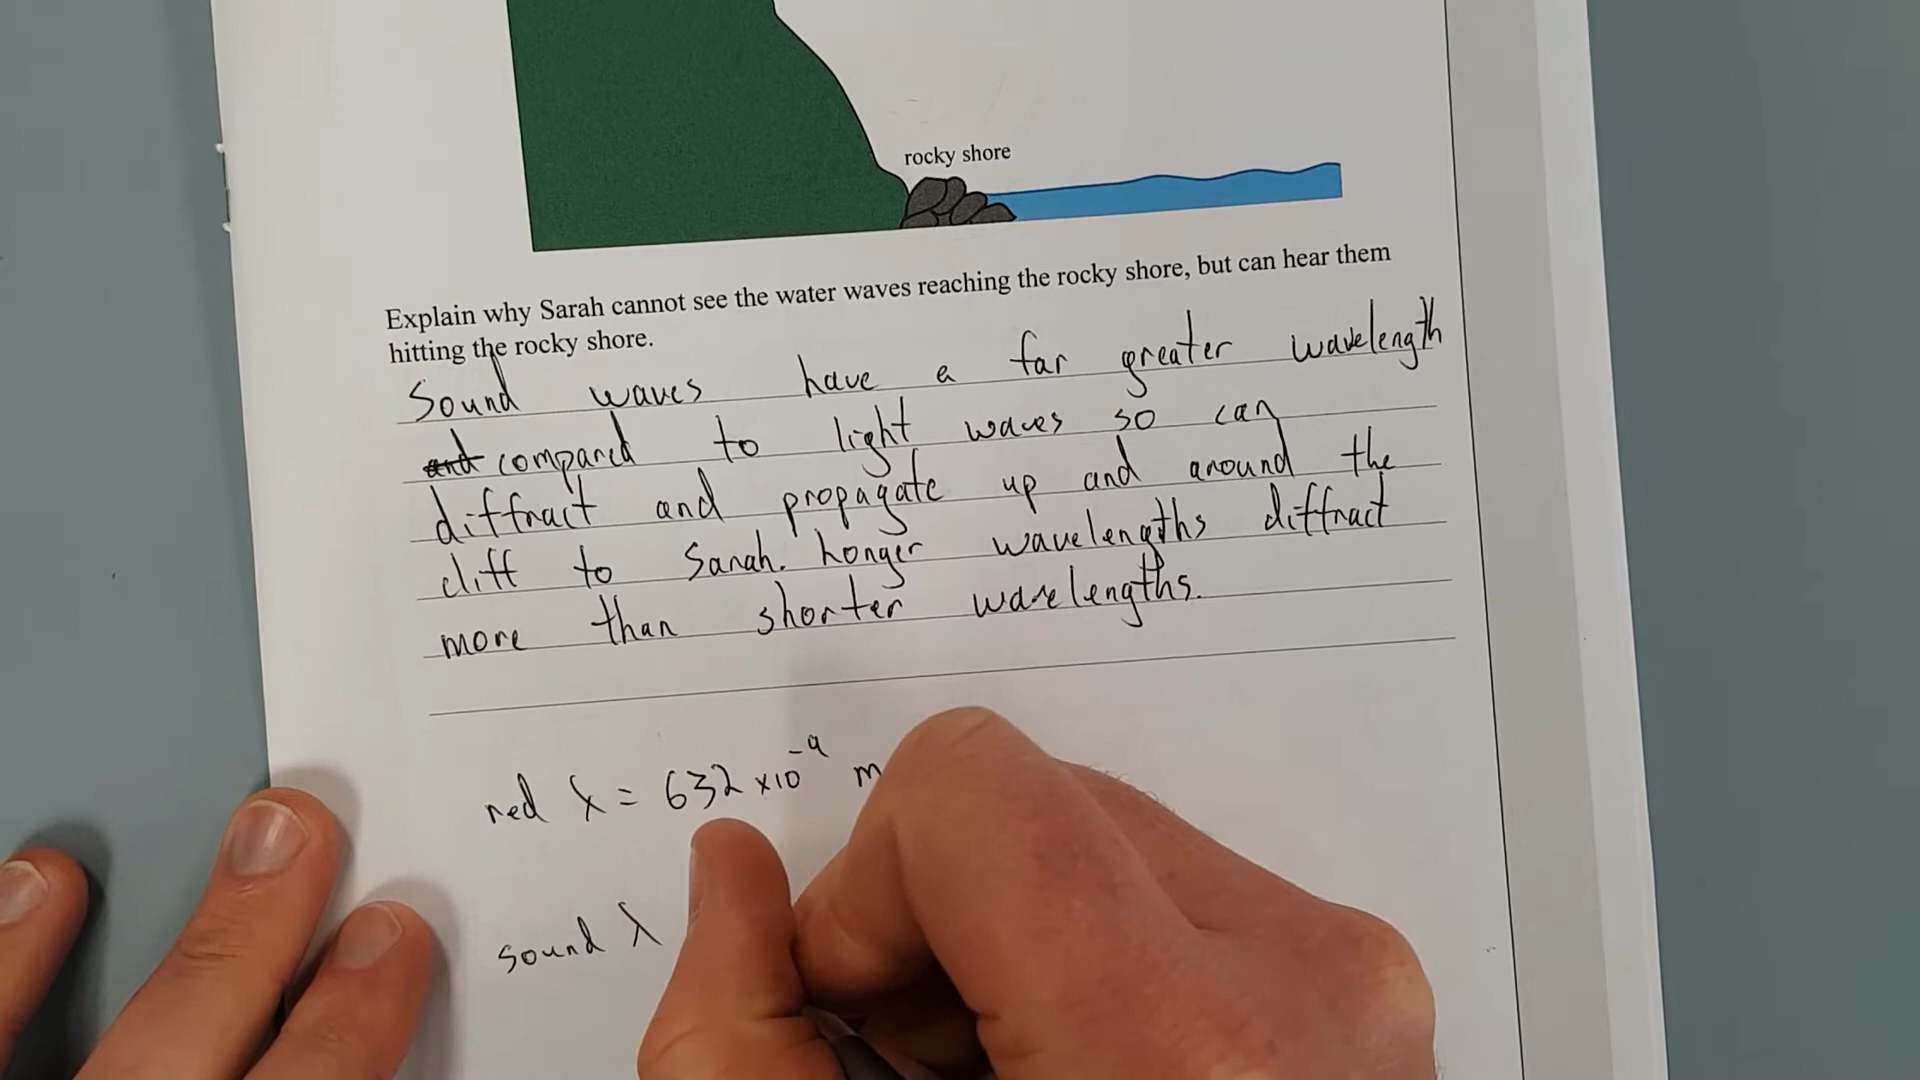 rocky shore
Explain why Sarah cannot see the water waves reaching the rocky shore, but can hear them
hitting the rocky shore.
Sound waves have a far greater wavelength
and compared to light waves so can
diffract and propagate up and around the
cliff to Sarah. Longer wavelengths diffract
more than shorter wavelengths.
red λ = 632 ×10⁻⁹ m
sound λ